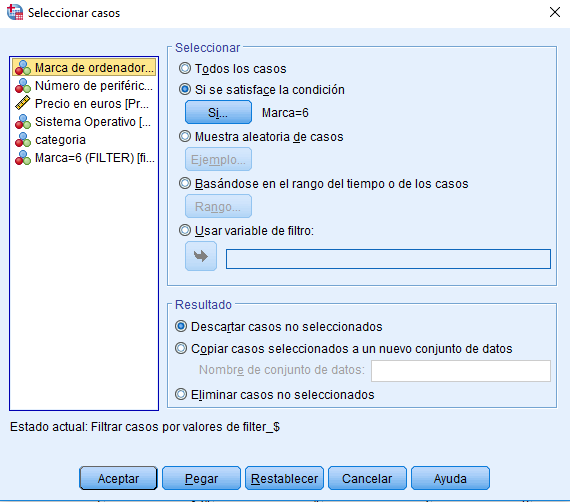 Seleccionar casos
Marca de ordenador...
Número de periféric...
Precio en euros [Pr...
Sistema Operativo [...
categoria
Marca=6 (FILTER) [fi...
Seleccionar
Todos los casos
Si se satisface la condición
Si... Marca=6
Muestra aleatoria de casos
Ejemplo...
Basándose en el rango del tiempo o de los casos
Rango...
Usar variable de filtro:
Resultado
Descartar casos no seleccionados
Copiar casos seleccionados a un nuevo conjunto de datos
Nombre de conjunto de datos:
Eliminar casos no seleccionados
Estado actual: Filtrar casos por valores de filter_$
Aceptar Pegar Restablecer Cancelar Ayuda